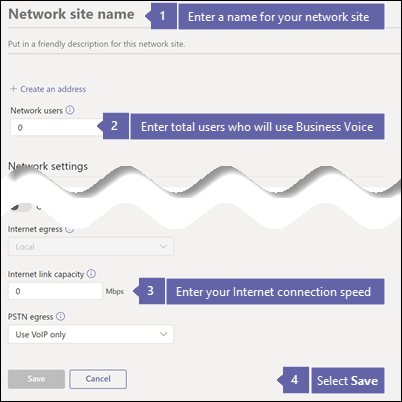 Network site name
1 Enter a name for your network site
Put in a friendly description for this network site.
+ Create an address
Network users
0
2 Enter total users who will use Business Voice
Network settings
Internet egress
Local
Internet link capacity
0 Mbps
3 Enter your Internet connection speed
PSTN egress
Use VoIP only
Save Cancel
4 Select Save